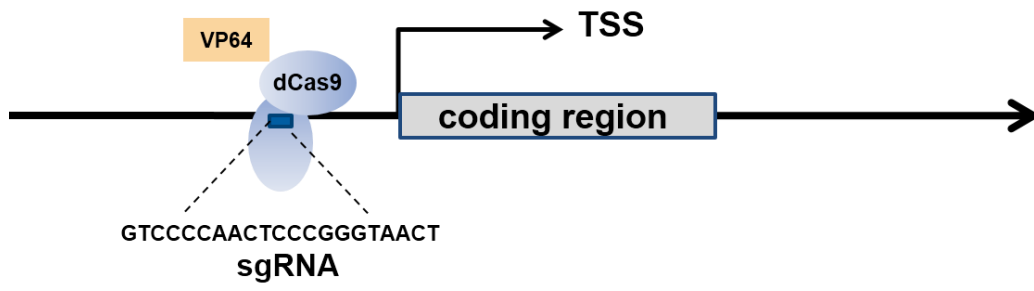 TSS
VP64
dCas9
coding region
GTCCCCAACTCCCGGGTAACT
sgRNA